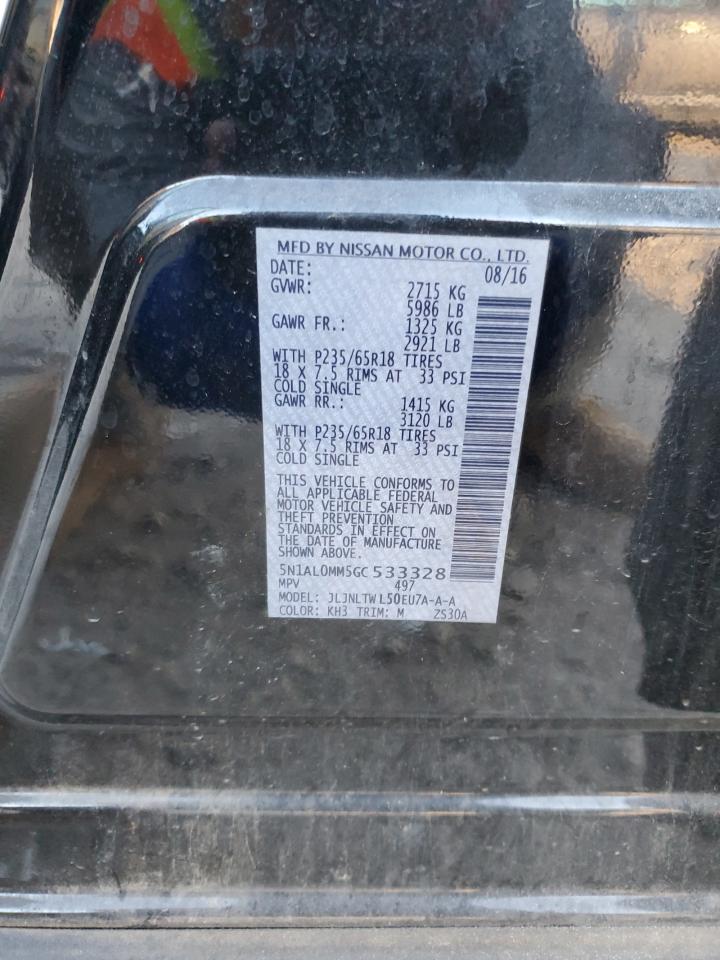 MFD BY NISSAN MOTOR CO., LTD.
DATE: 08/16
GVWR: 2715 KG
5986 LB
GAWR FR.: 1325 KG
2921 LB
WITH P235/65R18 TIRES
18 X 7.5 RIMS AT 33 PSI
COLD SINGLE
GAWR RR.: 1415 KG
3120 LB
WITH P235/65R18 TIRES
18 X 7.5 RIMS AT 33 PSI
COLD SINGLE
THIS VEHICLE CONFORMS TO
ALL APPLICABLE FEDERAL
MOTOR VEHICLE SAFETY AND
THEFT PREVENTION
STANDARDS IN EFFECT ON
THE DATE OF MANUFACTURE
SHOWN ABOVE.
5N1AL0MM5GC533328
MPV 497
MODEL: JLJNLTWL50EU7A-A-A
COLOR: KH3 TRIM: M ZS30A